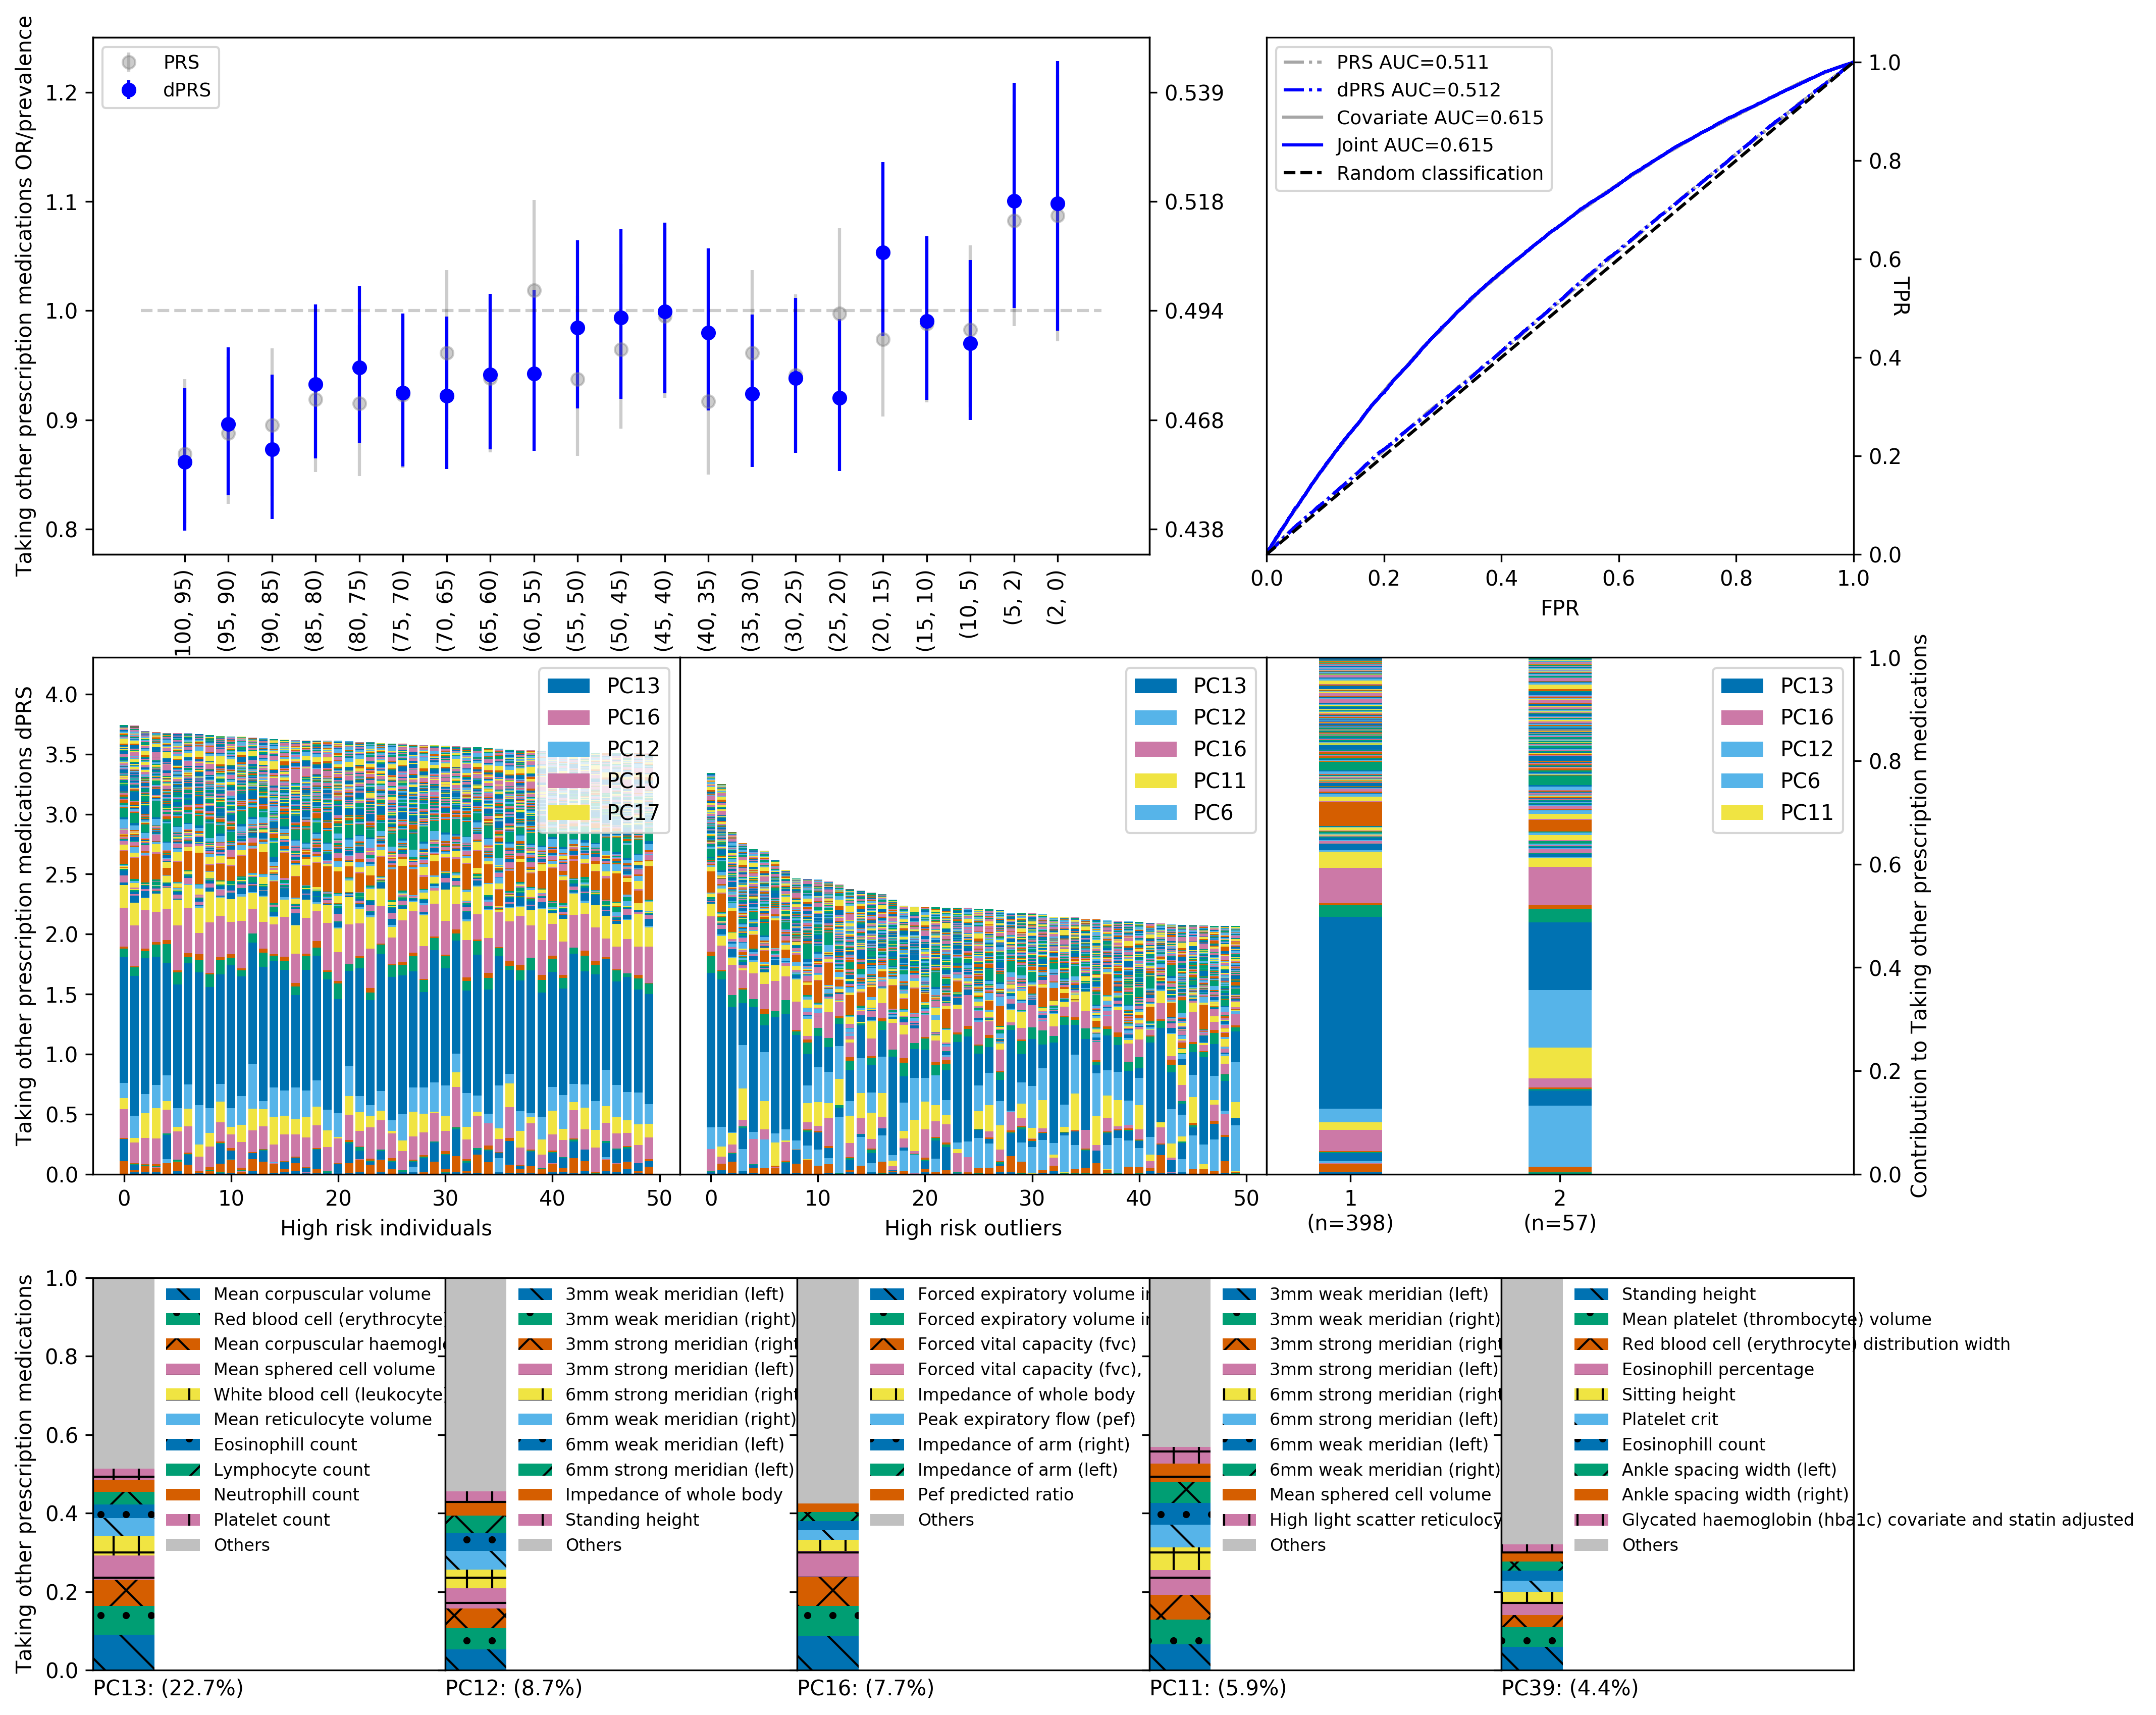 Taking other prescription medications OR/prevalence
1.2
1.1
1.0
0.9
0.8
PRS
dPRS
0.539
0.518
0.494
0.468
0.438
100, 95)
(95, 90)
(90, 85)
(85, 80)
(80, 75)
(75, 70)
(70, 65)
(65, 60)
(60, 55)
(55, 50)
(50, 45)
(45, 40)
(40, 35)
(35, 30)
(30, 25)
(25, 20)
(20, 15)
(15, 10)
(10, 5)
(5, 2)
(2, 0)
PRS AUC=0.511
dPRS AUC=0.512
Covariate AUC=0.615
Joint AUC=0.615
Random classification
1.0
0.8
0.6
0.4
0.2
0.0
TPR
0.0 0.2 0.4 0.6 0.8 1.0
FPR
Taking other prescription medications dPRS
4.0
3.5
3.0
2.5
2.0
1.5
1.0
0.5
0.0
PC13
PC16
PC12
PC10
PC17
0 10 20 30 40 50
High risk individuals
PC13
PC12
PC16
PC11
PC6
0 10 20 30 40 50
High risk outliers
PC13
PC16
PC12
PC6
PC11
1
(n=398)
2
(n=57)
1.0
0.8
0.6
0.4
0.2
0.0
Contribution to Taking other prescription medications
Taking other prescription medications
1.0
0.8
0.6
0.4
0.2
0.0
Mean corpuscular volume
Red blood cell (erythrocyte
Mean corpuscular haemogl
Mean sphered cell volume
White blood cell (leukocyte
Mean reticulocyte volume
Eosinophill count
Lymphocyte count
Neutrophill count
Platelet count
Others
PC13: (22.7%)
3mm weak meridian (left)
3mm weak meridian (right)
3mm strong meridian (right
3mm strong meridian (left)
6mm strong meridian (right
6mm weak meridian (right)
6mm weak meridian (left)
6mm strong meridian (left)
Impedance of whole body
Standing height
Others
PC12: (8.7%)
Forced expiratory volume in
Forced expiratory volume in
Forced vital capacity (fvc)
Forced vital capacity (fvc),
Impedance of whole body
Peak expiratory flow (pef)
Impedance of arm (right)
Impedance of arm (left)
Pef predicted ratio
Others
PC16: (7.7%)
3mm weak meridian (left)
3mm weak meridian (right)
3mm strong meridian (right
3mm strong meridian (left)
6mm strong meridian (right
6mm strong meridian (left)
6mm weak meridian (left)
6mm weak meridian (right)
Mean sphered cell volume
High light scatter reticulocy
Others
PC11: (5.9%)
Standing height
Mean platelet (thrombocyte) volume
Red blood cell (erythrocyte) distribution width
Eosinophill percentage
Sitting height
Platelet crit
Eosinophill count
Ankle spacing width (left)
Ankle spacing width (right)
Glycated haemoglobin (hba1c) covariate and statin adjusted
Others
PC39: (4.4%)